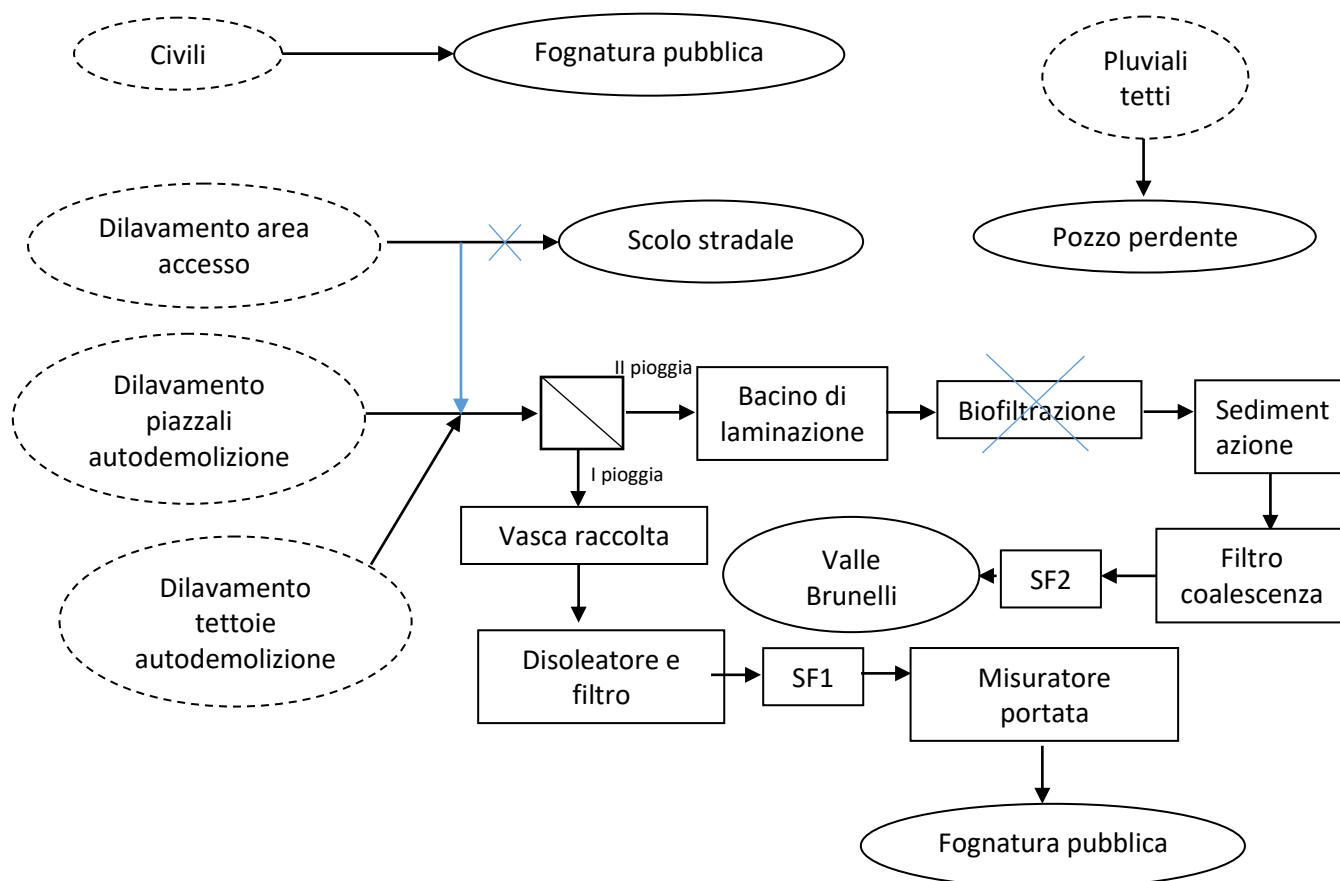 Civili
Fognatura pubblica
Pluviali
tetti
Dilavamento area
accesso
Scolo stradale
Pozzo perdente
Dilavamento
piazzali
autodemolizione
II pioggia
Bacino di
laminazione
Biofiltrazione
Sediment
azione
I pioggia
Vasca raccolta
Valle
Brunelli
SF2
Filtro
coalescenza
Dilavamento
tettoie
autodemolizione
Disoleatore e
filtro
SF1
Misuratore
portata
Fognatura pubblica